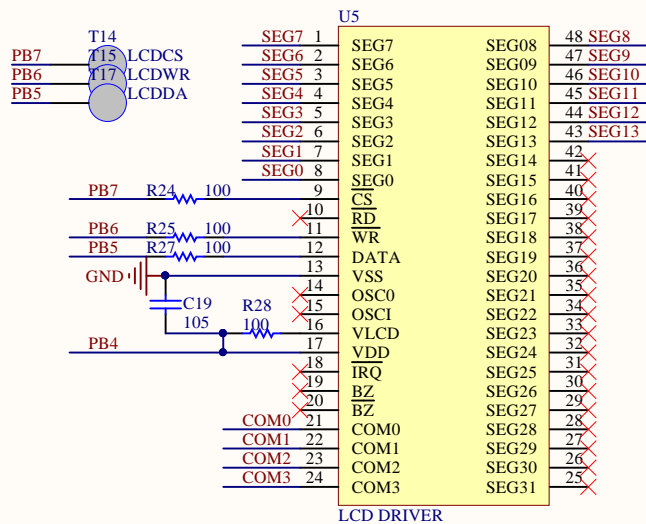 U5
T14
T15 LCDCS
T17 LCDWR
LCDDA
PB7
PB6
PB5
SEG7 1 SEG7 SEG08 48 SEG8
SEG6 2 SEG6 SEG09 47 SEG9
SEG5 3 SEG5 SEG10 46 SEG10
SEG4 4 SEG4 SEG11 45 SEG11
SEG3 5 SEG3 SEG12 44 SEG12
SEG2 6 SEG2 SEG13 43 SEG13
SEG1 7 SEG1 SEG14 42
SEG0 8 SEG0 SEG15 41
PB7 R24 100 9 CS SEG16 40
10 RD SEG17 39
PB6 R25 100 11 WR SEG18 38
PB5 R27 100 12 DATA SEG19 37
GND 13 VSS SEG20 36
14 OSC0 SEG21 35
C19 15 OSCI SEG22 34
105 R28 100 16 VLCD SEG23 33
PB4 17 VDD SEG24 32
18 IRQ SEG25 31
19 BZ SEG26 30
20 BZ SEG27 29
COM0 21 COM0 SEG28 28
COM1 22 COM1 SEG29 27
COM2 23 COM2 SEG30 26
COM3 24 COM3 SEG31 25
LCD DRIVER